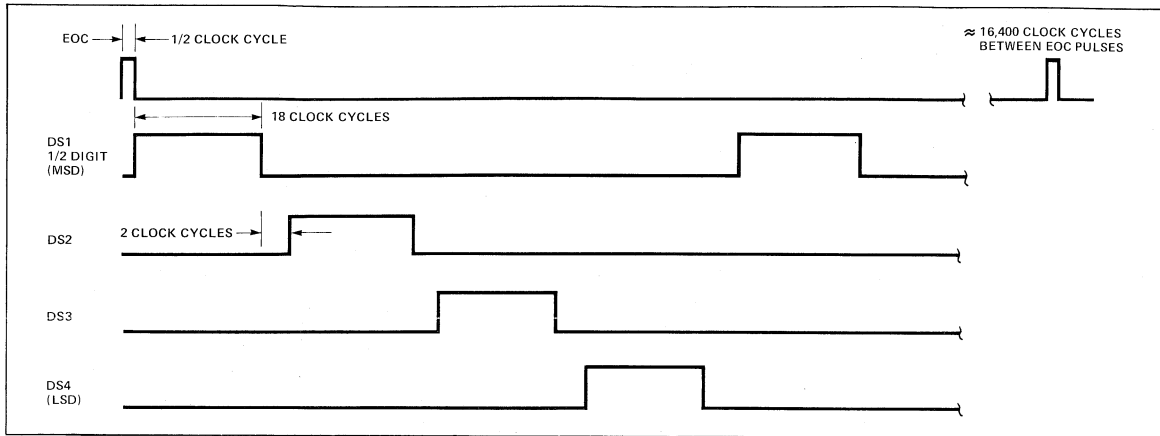 EOC
1/2 CLOCK CYCLE
≈ 16,400 CLOCK CYCLES
BETWEEN EOC PULSES
18 CLOCK CYCLES
DS1
1/2 DIGIT
(MSD)
2 CLOCK CYCLES
DS2
DS3
DS4
(LSD)